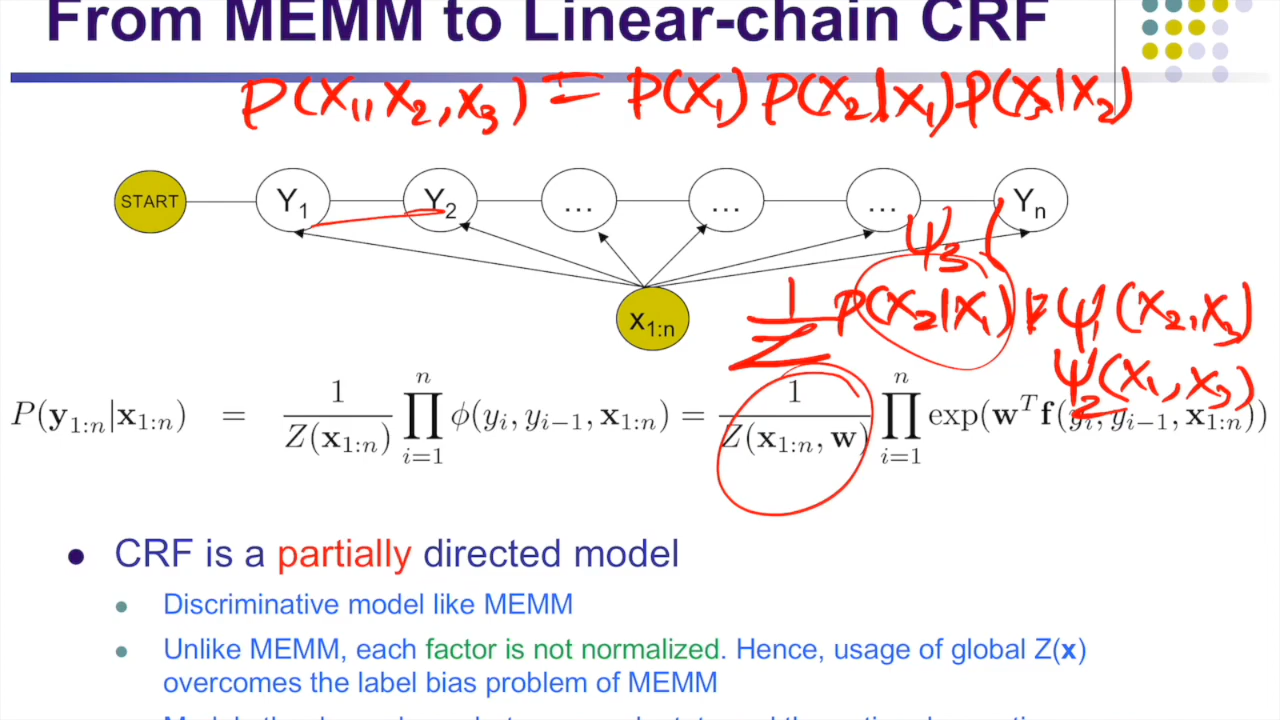 From MEMM to Linear-chain CRF
P(X₁, X₂, X₃) = P(X₁) P(X₂|X₁) P(X₃|X₂)
START Y₁ Y₂ ... ... ... Yₙ
ψ₃ (
X₁:ₙ
1/Z P(X₂|X₁) ψ₁(X₂, X₃)
ψ₂(X₁, X₃)
P(y₁:ₙ|x₁:ₙ) = 1/Z(x₁:ₙ) ∏ᵢ₌₁ⁿ ϕ(yᵢ, yᵢ₋₁, x₁:ₙ) = 1/Z(x₁:ₙ, w) ∏ᵢ₌₁ⁿ exp(wᵀf(yᵢ, yᵢ₋₁, x₁:ₙ))
● CRF is a partially directed model
● Discriminative model like MEMM
● Unlike MEMM, each factor is not normalized. Hence, usage of global Z(x)
overcomes the label bias problem of MEMM